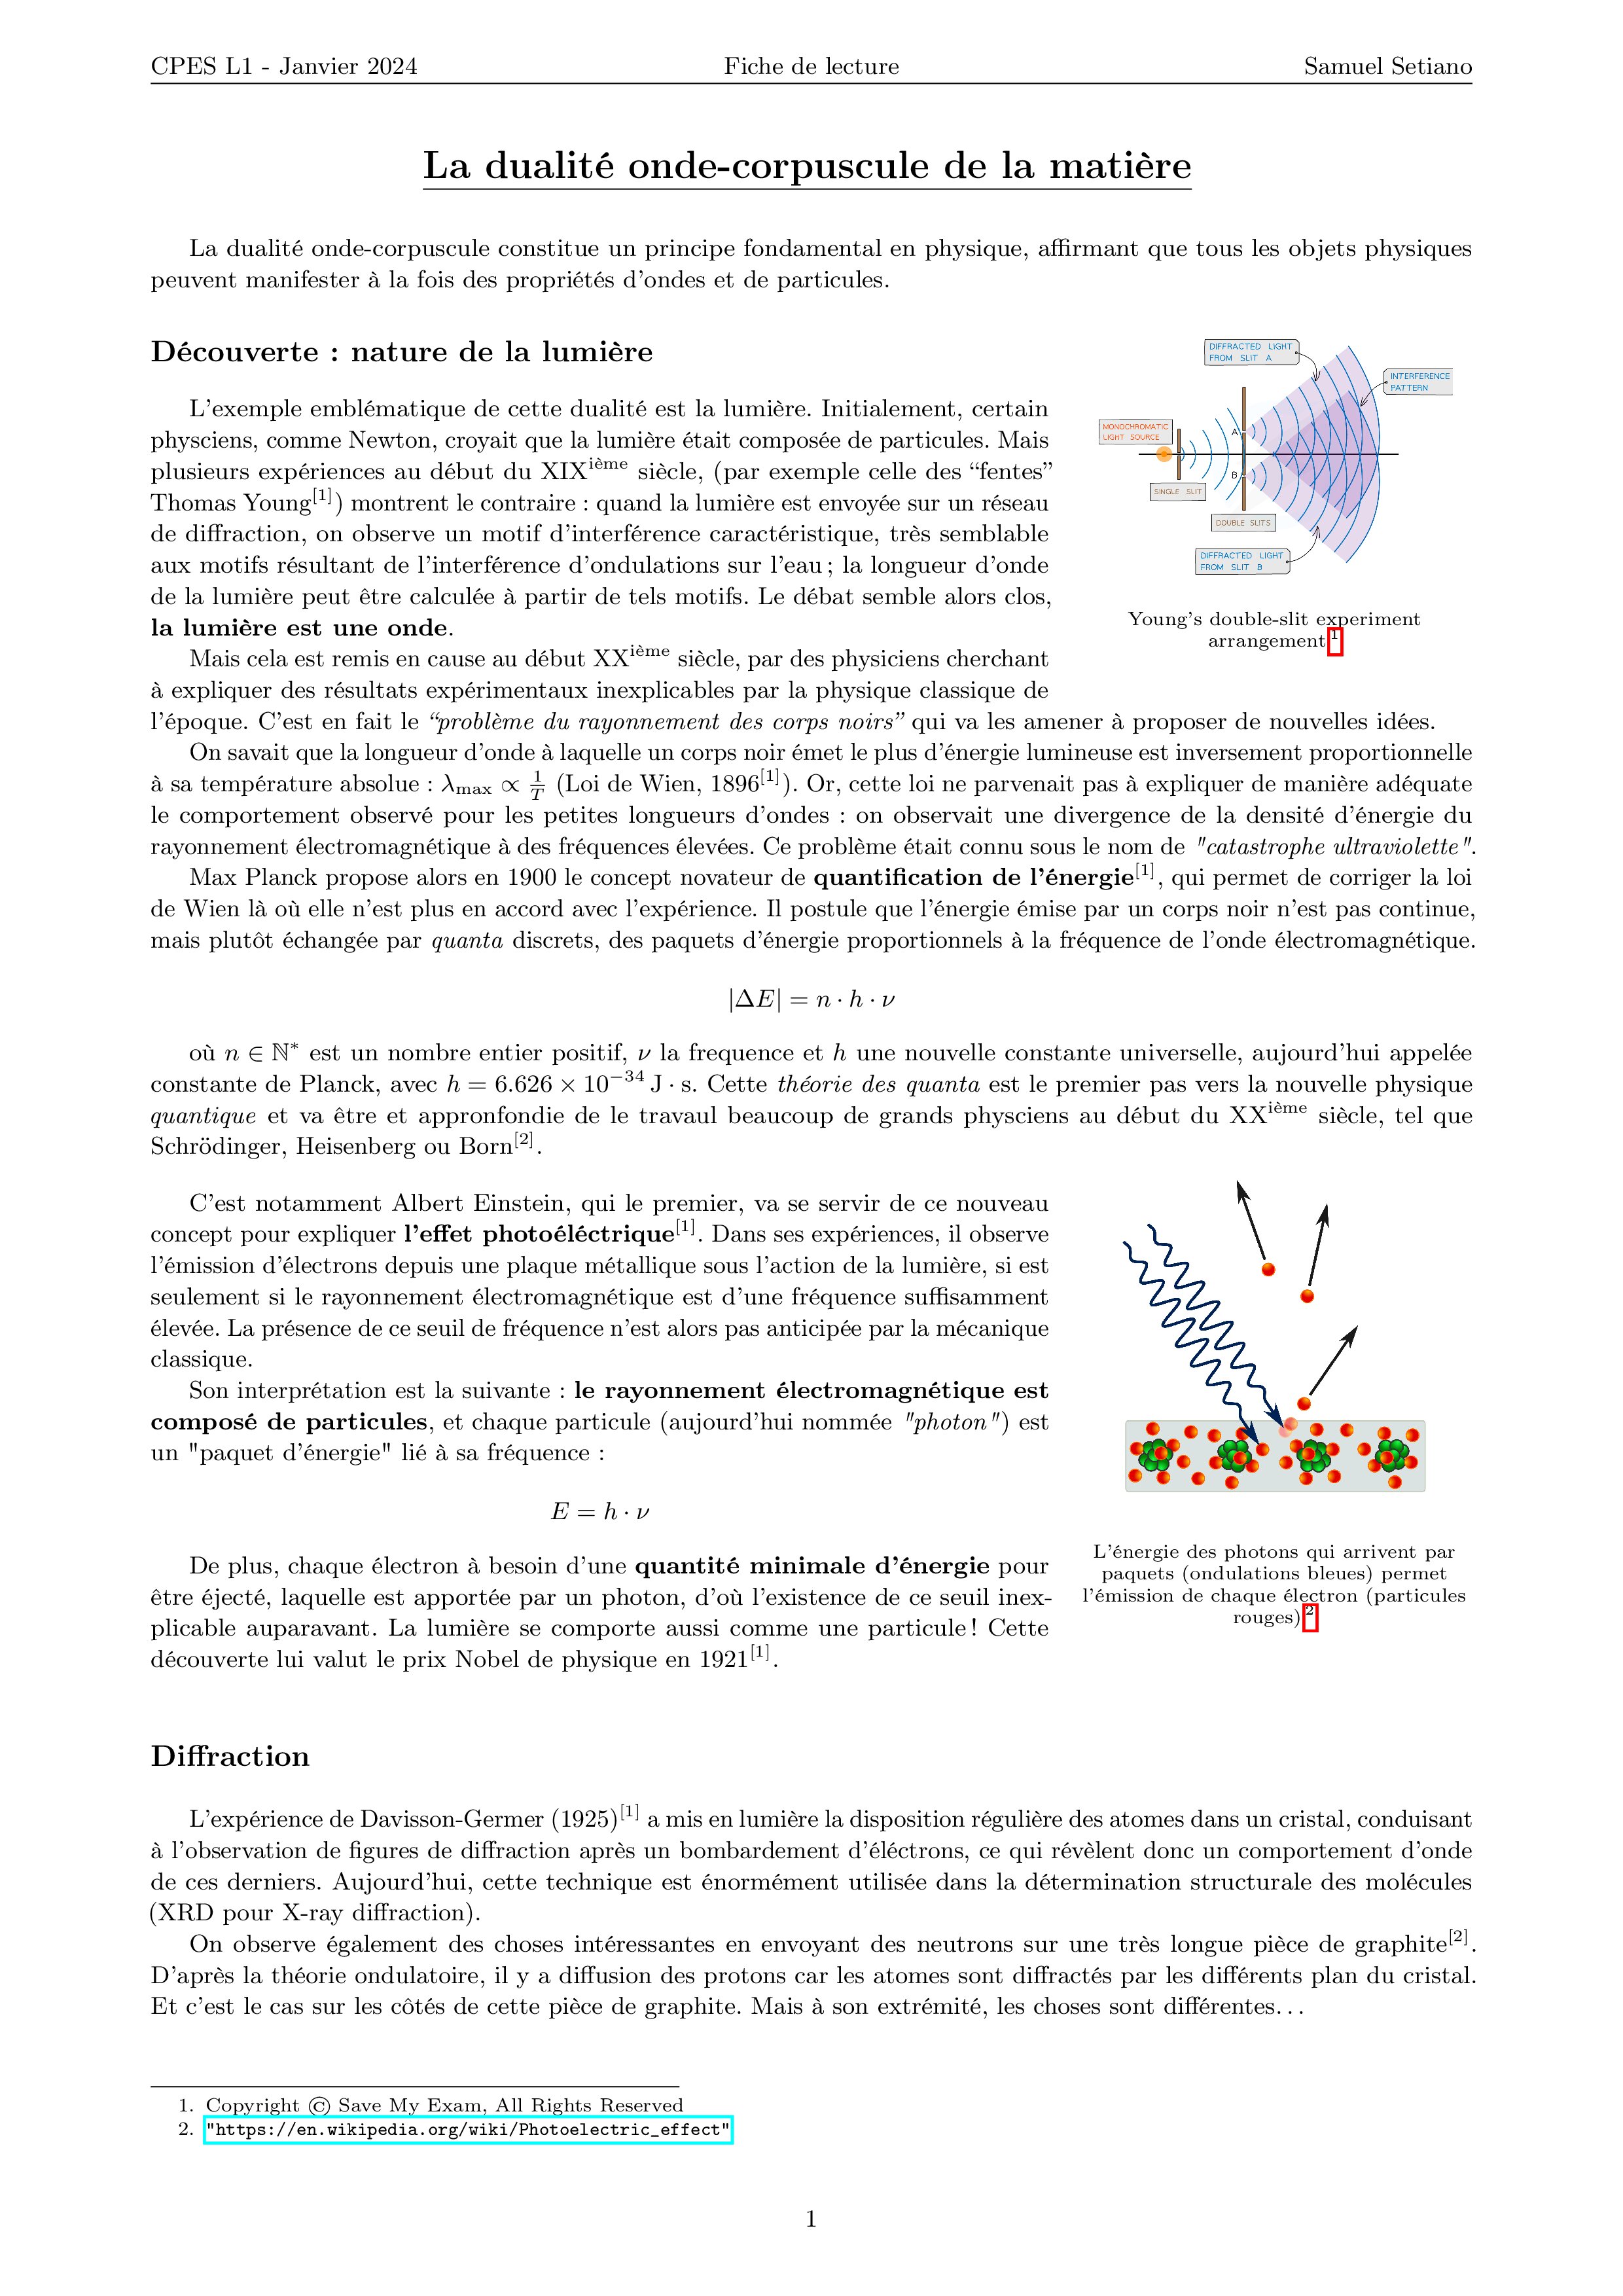 CPES L1 - Janvier 2024 Fiche de lecture Samuel Setiano
La dualité onde-corpuscule de la matière
La dualité onde-corpuscule constitue un principe fondamental en physique, affirmant que tous les objets physiques
peuvent manifester à la fois des propriétés d'ondes et de particules.
Découverte : nature de la lumière
L'exemple emblématique de cette dualité est la lumière. Initialement, certain
physciens, comme Newton, croyait que la lumière était composée de particules. Mais
plusieurs expériences au début du XIXième siècle, (par exemple celle des “fentes”
Thomas Young[1]) montrent le contraire : quand la lumière est envoyée sur un réseau
de diffraction, on observe un motif d'interférence caractéristique, très semblable
aux motifs résultant de l'interférence d'ondulations sur l'eau ; la longueur d'onde
de la lumière peut être calculée à partir de tels motifs. Le débat semble alors clos,
la lumière est une onde.
DIFFRACTED LIGHT
FROM SLIT A
INTERFERENCE
PATTERN
MONOCHROMATIC
LIGHT SOURCE
A
B
SINGLE SLIT
DOUBLE SLITS
DIFFRACTED LIGHT
FROM SLIT B
Young's double-slit experiment
arrangement 1
Mais cela est remis en cause au début XXième siècle, par des physiciens cherchant
à expliquer des résultats expérimentaux inexplicables par la physique classique de
l'époque. C'est en fait le “problème du rayonnement des corps noirs” qui va les amener à proposer de nouvelles idées.
On savait que la longueur d'onde à laquelle un corps noir émet le plus d'énergie lumineuse est inversement proportionnelle
à sa température absolue : λmax ∝ 1/T (Loi de Wien, 1896[1]). Or, cette loi ne parvenait pas à expliquer de manière adéquate
le comportement observé pour les petites longueurs d'ondes : on observait une divergence de la densité d'énergie du
rayonnement électromagnétique à des fréquences élevées. Ce problème était connu sous le nom de "catastrophe ultraviolette".
Max Planck propose alors en 1900 le concept novateur de quantification de l'énergie[1], qui permet de corriger la loi
de Wien là où elle n'est plus en accord avec l'expérience. Il postule que l'énergie émise par un corps noir n'est pas continue,
mais plutôt échangée par quanta discrets, des paquets d'énergie proportionnels à la fréquence de l'onde électromagnétique.
|ΔE| = n · h · ν
où n ∈ ℕ* est un nombre entier positif, ν la frequence et h une nouvelle constante universelle, aujourd'hui appelée
constante de Planck, avec h = 6.626 × 10−34 J · s. Cette théorie des quanta est le premier pas vers la nouvelle physique
quantique et va être et appronfondie de le travaul beaucoup de grands physciens au début du XXième siècle, tel que
Schrödinger, Heisenberg ou Born[2].
C'est notamment Albert Einstein, qui le premier, va se servir de ce nouveau
concept pour expliquer l'effet photoéléctrique[1]. Dans ses expériences, il observe
l'émission d'électrons depuis une plaque métallique sous l'action de la lumière, si est
seulement si le rayonnement électromagnétique est d'une fréquence suffisamment
élevée. La présence de ce seuil de fréquence n'est alors pas anticipée par la mécanique
classique.
Son interprétation est la suivante : le rayonnement électromagnétique est
composé de particules, et chaque particule (aujourd'hui nommée "photon") est
un "paquet d'énergie" lié à sa fréquence :
E = h · ν
De plus, chaque électron à besoin d'une quantité minimale d'énergie pour
être éjecté, laquelle est apportée par un photon, d'où l'existence de ce seuil inex-
plicable auparavant. La lumière se comporte aussi comme une particule ! Cette
découverte lui valut le prix Nobel de physique en 1921[1].
L'énergie des photons qui arrivent par
paquets (ondulations bleues) permet
l'émission de chaque électron (particules
rouges) 2
Diffraction
L'expérience de Davisson-Germer (1925)[1] a mis en lumière la disposition régulière des atomes dans un cristal, conduisant
à l'observation de figures de diffraction après un bombardement d'éléctrons, ce qui révèlent donc un comportement d'onde
de ces derniers. Aujourd'hui, cette technique est énormément utilisée dans la détermination structurale des molécules
(XRD pour X-ray diffraction).
On observe également des choses intéressantes en envoyant des neutrons sur une très longue pièce de graphite[2].
D'après la théorie ondulatoire, il y a diffusion des protons car les atomes sont diffractés par les différents plan du cristal.
Et c'est le cas sur les côtés de cette pièce de graphite. Mais à son extrémité, les choses sont différentes...
1. Copyright © Save My Exam, All Rights Reserved
2. "https://en.wikipedia.org/wiki/Photoelectric_effect"
1